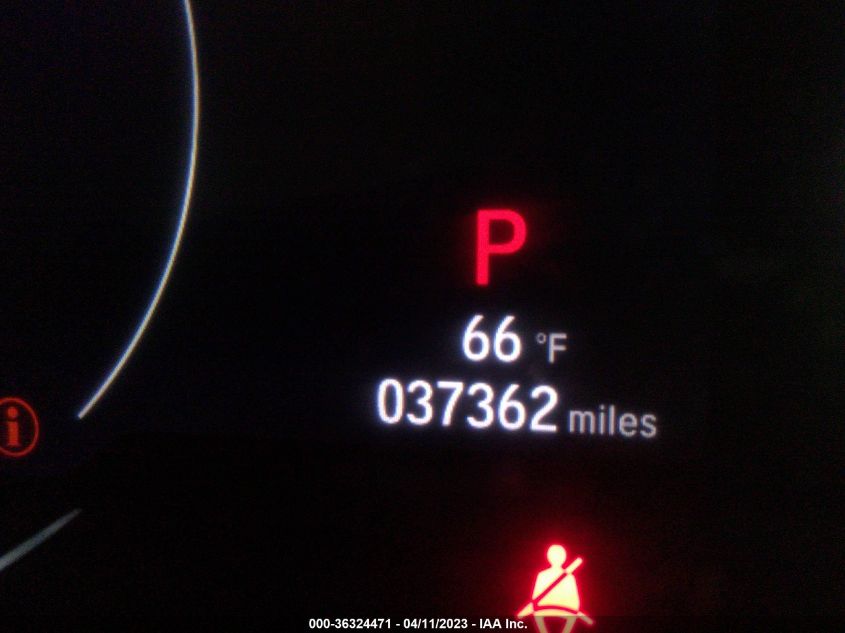 P
66 °F
037362 miles
i
000-36324471 - 04/11/2023 - IAA Inc.